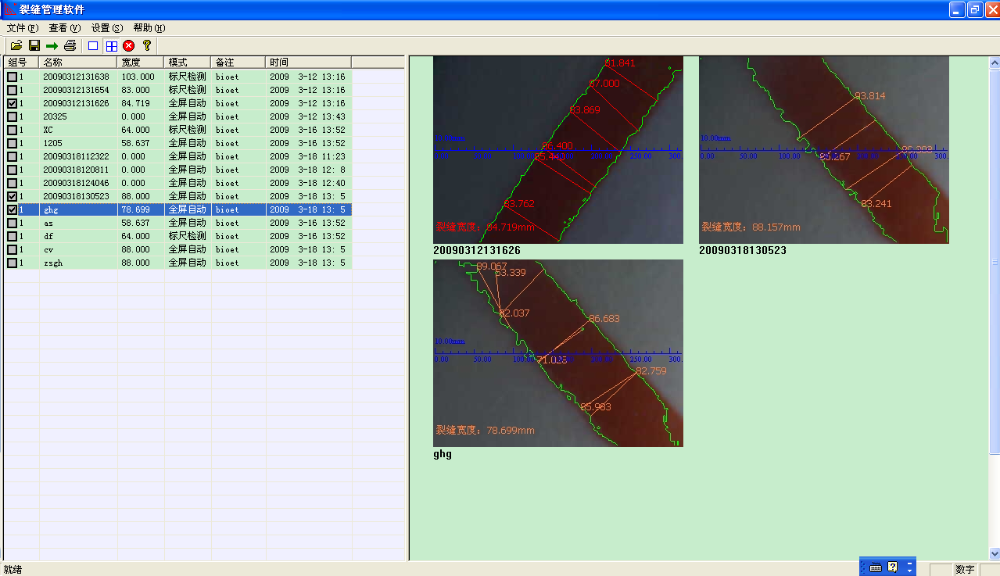 裂缝管理软件
文件(F) 查看(V) 设置(S) 帮助(H)
组号 名称 宽度 模式 备注 时间
1 20090312131638 103.000 标尺检测 bioet 2009 3-12 13:16
1 20090312131654 83.000 标尺检测 bioet 2009 3-12 13:16
1 20090312131626 84.719 全屏自动 bioet 2009 3-12 13:16
1 20325 0.000 全屏自动 bioet 2009 3-12 13:43
1 XC 64.000 标尺检测 bioet 2009 3-16 13:52
1 1205 58.637 全屏自动 bioet 2009 3-16 13:52
1 20090318112322 0.000 全屏自动 bioet 2009 3-18 11:23
1 20090318120811 0.000 全屏自动 bioet 2009 3-18 12: 8
1 20090318124046 0.000 全屏自动 bioet 2009 3-18 12:40
1 20090318130523 88.000 全屏自动 bioet 2009 3-18 13: 5
1 ghg 78.699 全屏自动 bioet 2009 3-18 13: 5
1 as 58.637 全屏自动 bioet 2009 3-16 13:52
1 df 64.000 标尺检测 bioet 2009 3-16 13:52
1 cv 88.000 全屏自动 bioet 2009 3-18 13: 5
1 zsgh 88.000 全屏自动 bioet 2009 3-18 13: 5
81.841
87.000
93.869
86.400
10.00mm
0.00 50.00 100.00 200.00 250.00 300.
93.762
裂缝宽度：84.719mm
20090312131626
93.814
10.00mm
0.00 50.00 100.00 200.00 250.00 300.
86.267
83.241
裂缝宽度：88.157mm
20090318130523
89.067
63.339
82.037
86.683
10.00mm
0.00 50.00 100.00 200.00 250.00 300.
71.028
82.759
85.983
裂缝宽度：78.699mm
ghg
就绪
数字